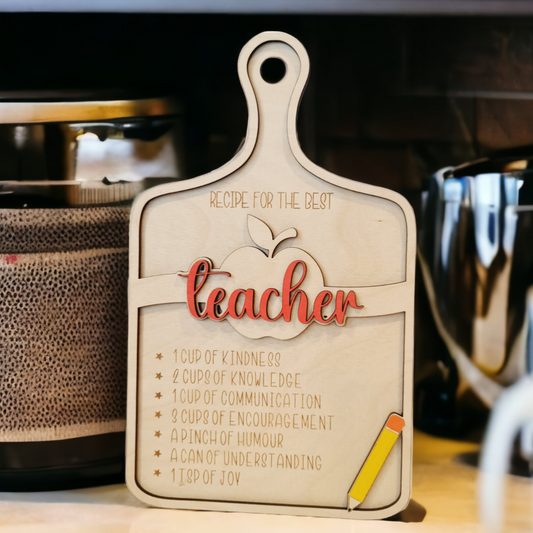 RECIPE FOR THE BEST
teacher
★ 1 CUP OF KINDNESS
★ 2 CUPS OF KNOWLEDGE
★ 1 CUP OF COMMUNICATION
★ 3 CUPS OF ENCOURAGEMENT
★ A PINCH OF HUMOUR
★ A CAN OF UNDERSTANDING
★ 1 TSP OF JOY